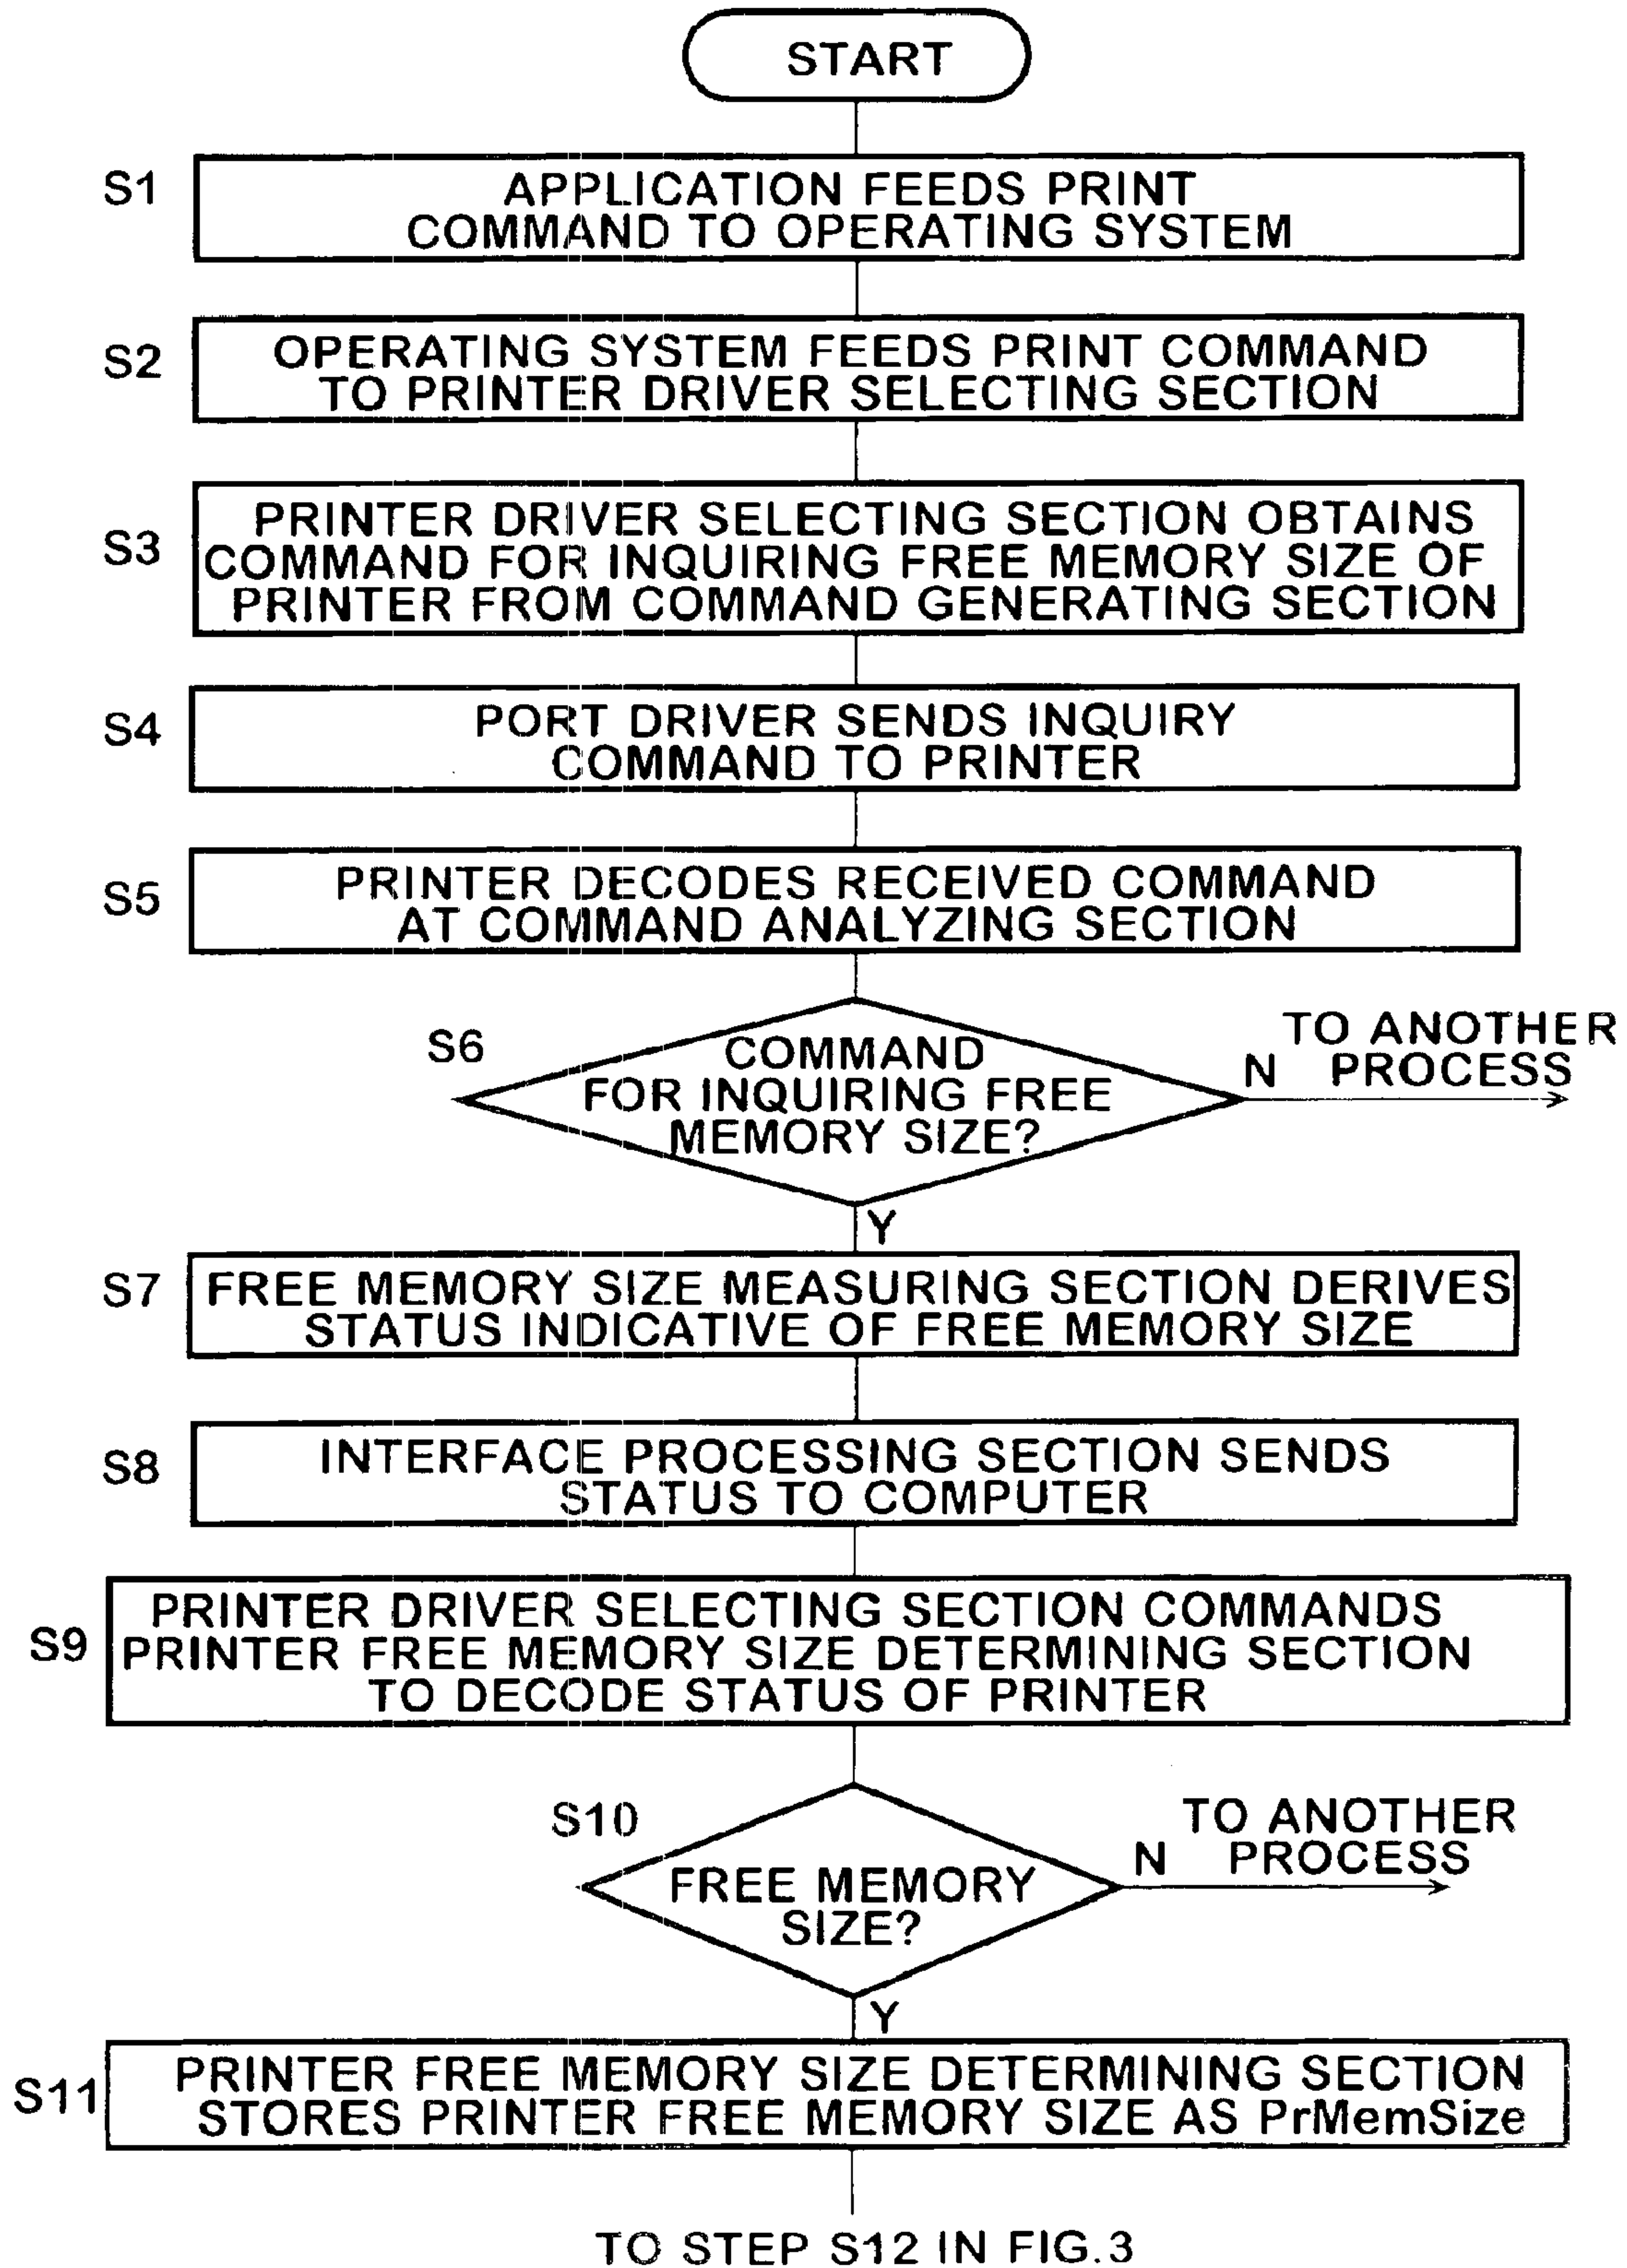 START
S1
APPLICATION FEEDS PRINT
COMMAND TO OPERATING SYSTEM
S2
OPERATING SYSTEM FEEDS PRINT COMMAND
TO PRINTER DRIVER SELECTING SECTION
S3
PRINTER DRIVER SELECTING SECTION OBTAINS
COMMAND FOR INQUIRING FREE MEMORY SIZE OF
PRINTER FROM COMMAND GENERATING SECTION
S4
PORT DRIVER SENDS INQUIRY
COMMAND TO PRINTER
S5
PRINTER DECODES RECEIVED COMMAND
AT COMMAND ANALYZING SECTION
S6
COMMAND
FOR INQUIRING FREE
MEMORY SIZE?
TO ANOTHER
N PROCESS
Y
S7
FREE MEMORY SIZE MEASURING SECTION DERIVES
STATUS INDICATIVE OF FREE MEMORY SIZE
S8
INTERFACE PROCESSING SECTION SENDS
STATUS TO COMPUTER
S9
PRINTER DRIVER SELECTING SECTION COMMANDS
PRINTER FREE MEMORY SIZE DETERMINING SECTION
TO DECODE STATUS OF PRINTER
S10
FREE MEMORY
SIZE?
TO ANOTHER
N PROCESS
Y
S11
PRINTER FREE MEMORY SIZE DETERMINING SECTION
STORES PRINTER FREE MEMORY SIZE AS PrMemSize
TO STEP S12 IN FIG.3